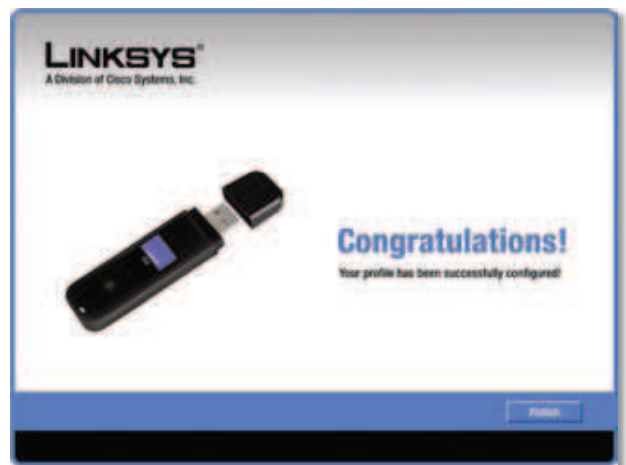 LINKSYS®
A Division of Cisco Systems, Inc.
Congratulations!
Your profile has been successfully configured!
Finish